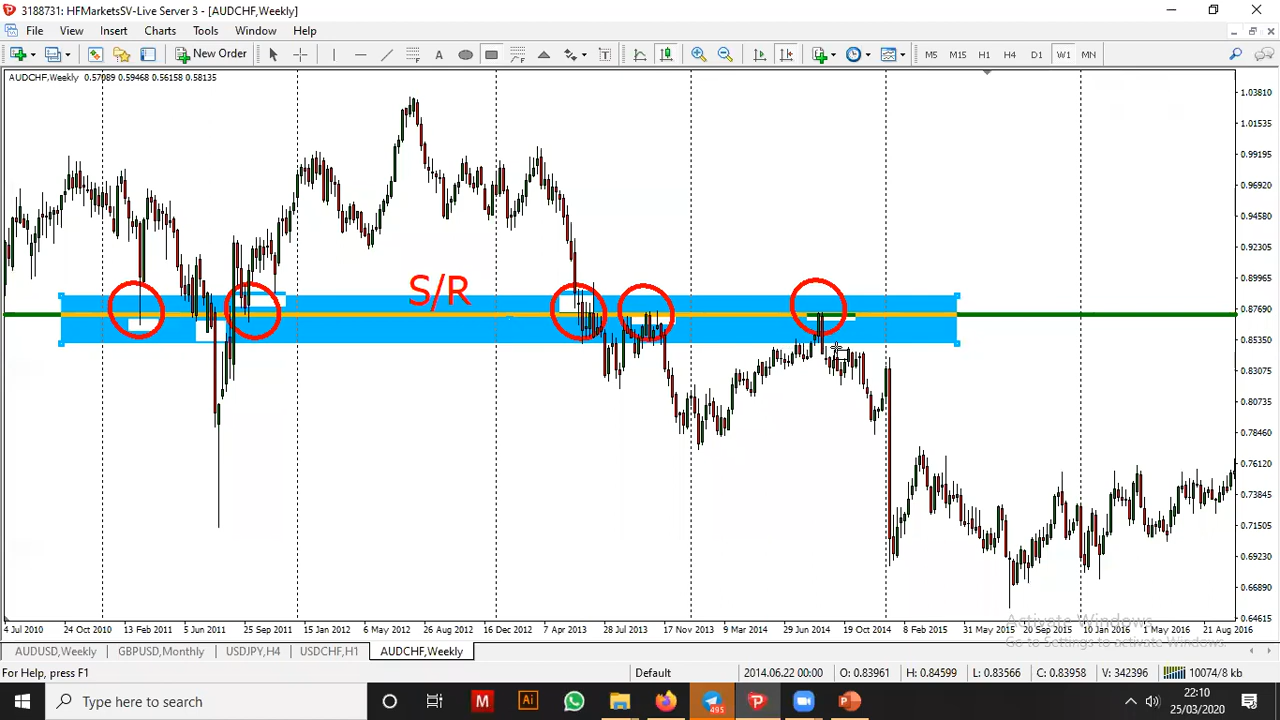 3188731: HFMarketsSV-Live Server 3 - [AUDCHF,Weekly]
File View Insert Charts Tools Window Help
New Order A T M5 M15 H1 H4 D1 W1 MN
AUDCHF,Weekly 0.57089 0.59468 0.56158 0.58135
1.03810
1.01535
0.99195
0.96920
0.94580
0.92305
0.89965
S/R
0.87690
0.85350
0.83075
0.80735
0.78460
0.76120
0.73845
0.71505
0.69230
0.66890
0.64615
Activate Windows
Go to Settings to activate Windows.
4 Jul 2010 24 Oct 2010 13 Feb 2011 5 Jun 2011 25 Sep 2011 15 Jan 2012 6 May 2012 26 Aug 2012 16 Dec 2012 7 Apr 2013 28 Jul 2013 17 Nov 2013 9 Mar 2014 29 Jun 2014 19 Oct 2014 8 Feb 2015 31 May 2015 20 Sep 2015 10 Jan 2016 1 May 2016 21 Aug 2016
AUDUSD,Weekly GBPUSD,Monthly USDJPY,H4 USDCHF,H1 AUDCHF,Weekly
For Help, press F1 Default 2014.06.22 00:00 O: 0.83961 H: 0.84599 L: 0.83566 C: 0.83958 V: 342396 10074/8 kb
Type here to search M Ai 495 P P 22:10
25/03/2020